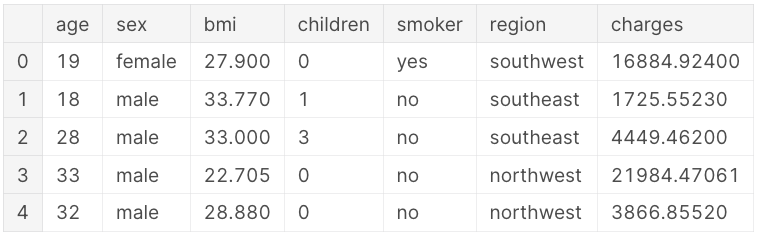 age sex bmi children smoker region charges
0 19 female 27.900 0 yes southwest 16884.92400
1 18 male 33.770 1 no southeast 1725.55230
2 28 male 33.000 3 no southeast 4449.46200
3 33 male 22.705 0 no northwest 21984.47061
4 32 male 28.880 0 no northwest 3866.85520